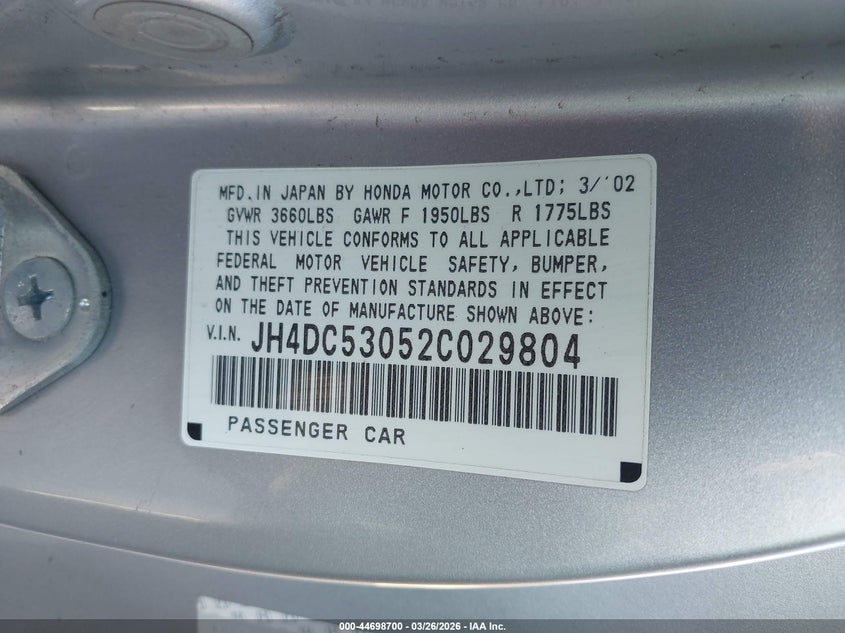 MFD.IN JAPAN BY HONDA MOTOR CO.,LTD; 3/'02
GVWR 3660LBS GAWR F 1950LBS R 1775LBS
THIS VEHICLE CONFORMS TO ALL APPLICABLE
FEDERAL MOTOR VEHICLE SAFETY, BUMPER,
AND THEFT PREVENTION STANDARDS IN EFFECT
ON THE DATE OF MANUFACTURE SHOWN ABOVE:
V.I.N. JH4DC53052C029804
PASSENGER CAR
000-44698700 - 03/26/2026 - IAA Inc.